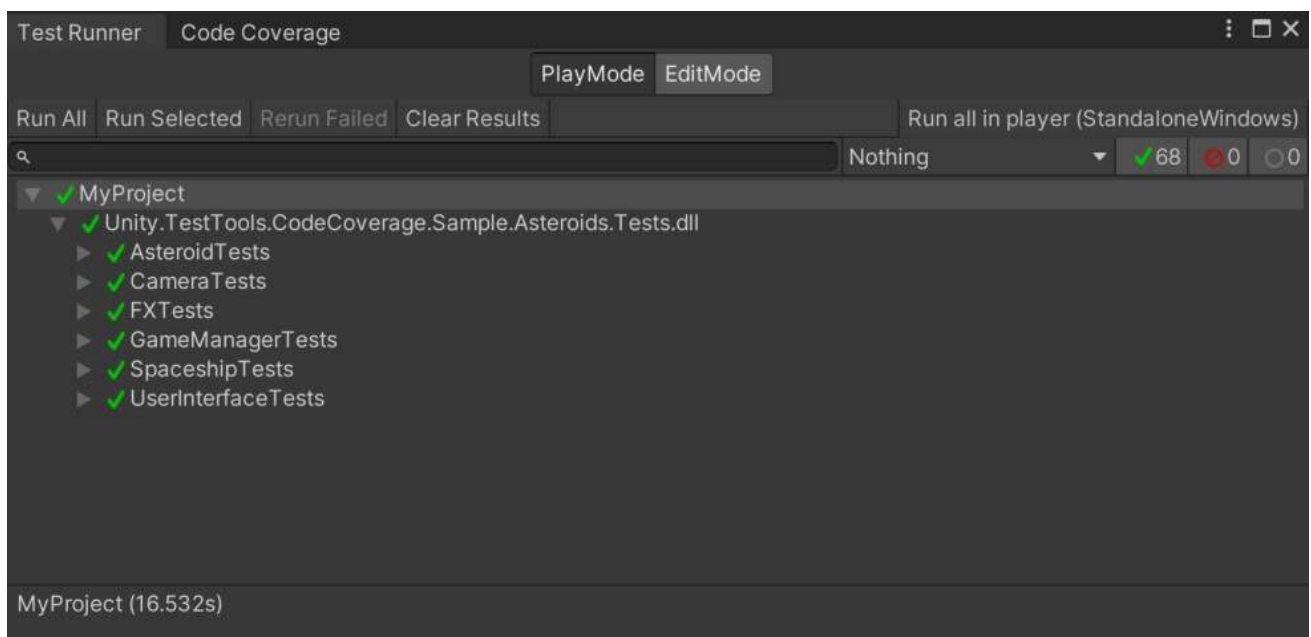 Test Runner Code Coverage
PlayMode EditMode
Run All Run Selected Rerun Failed Clear Results Run all in player (StandaloneWindows)
Nothing 68 0 0
MyProject
Unity.TestTools.CodeCoverage.Sample.Asteroids.Tests.dll
AsteroidTests
CameraTests
FXTests
GameManagerTests
SpaceshipTests
UserInterfaceTests
MyProject (16.532s)